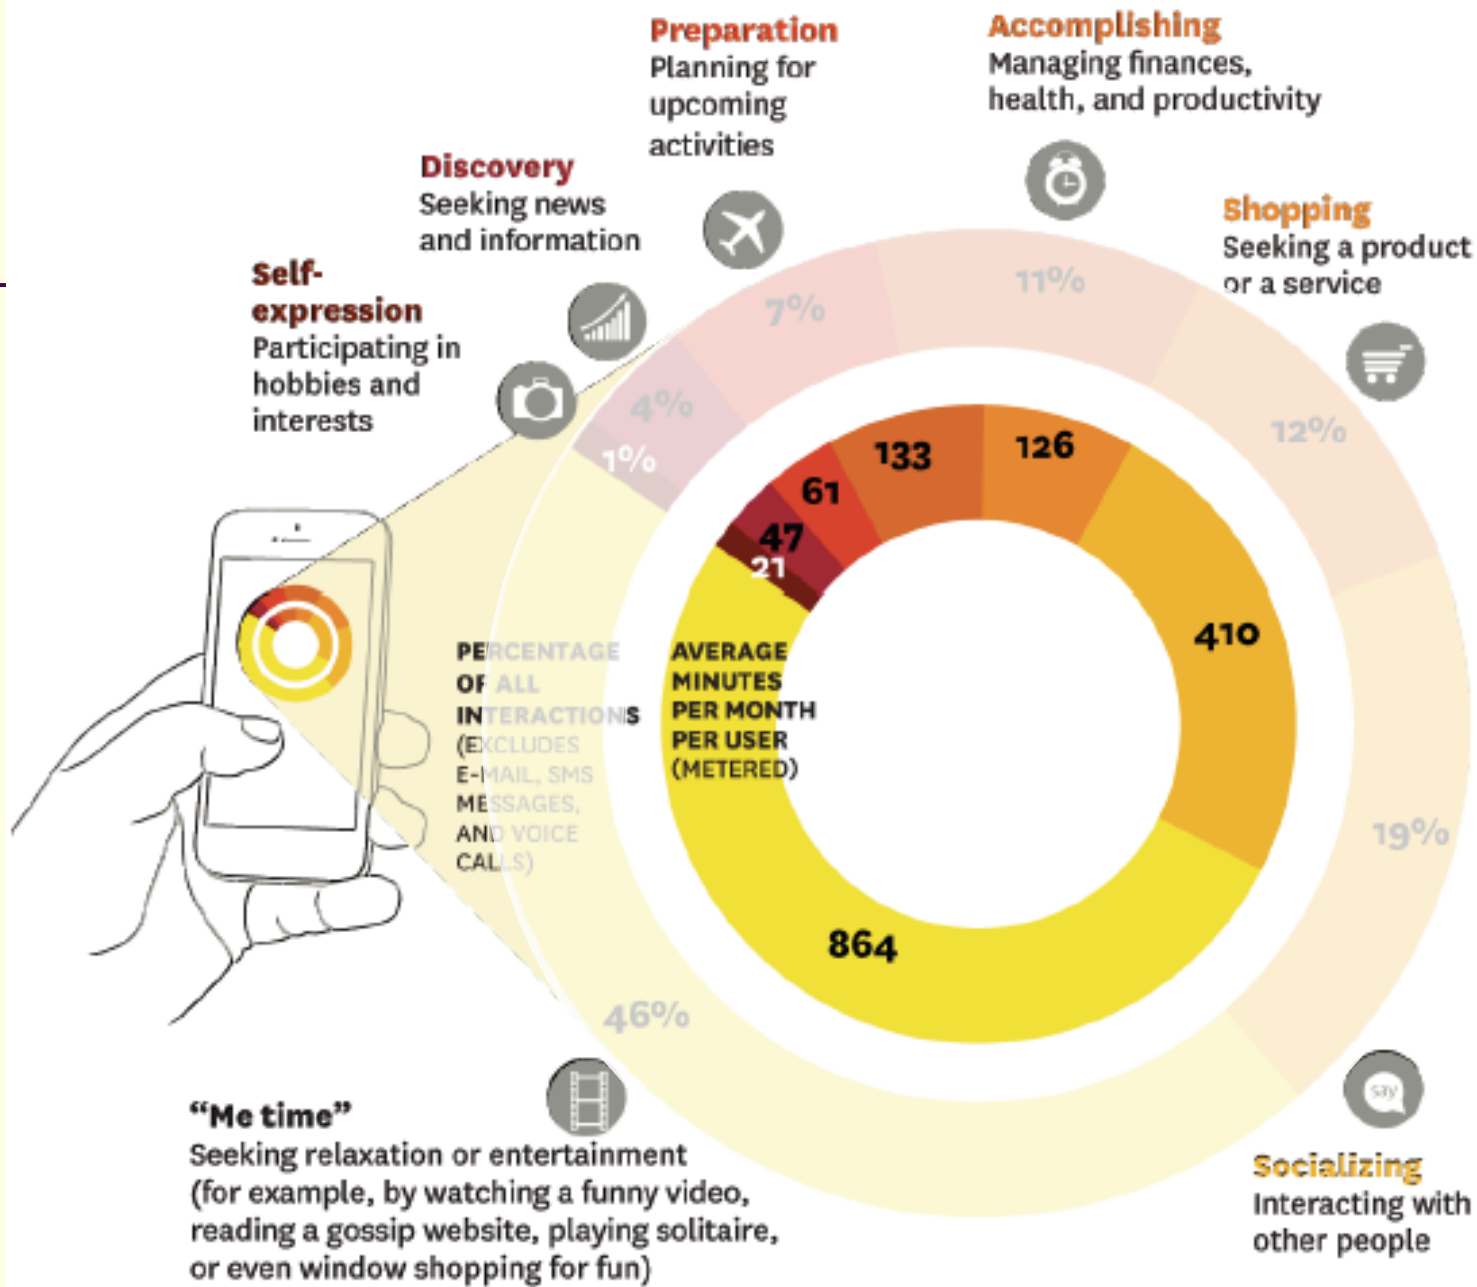 Preparation
Planning for
upcoming
activities
Accomplishing
Managing finances,
health, and productivity
Discovery
Seeking news
and information
Shopping
Seeking a product
or a service
Self-
expression
Participating in
hobbies and
interests
7%
11%
4%
12%
1%
133
126
61
47
21
410
PERCENTAGE
OF ALL
INTERACTIONS
(EXCLUDES
E-MAIL, SMS
MESSAGES,
AND VOICE
CALLS)
AVERAGE
MINUTES
PER MONTH
PER USER
(METERED)
19%
864
46%
say
“Me time”
Seeking relaxation or entertainment
(for example, by watching a funny video,
reading a gossip website, playing solitaire,
or even window shopping for fun)
Socializing
Interacting with
other people